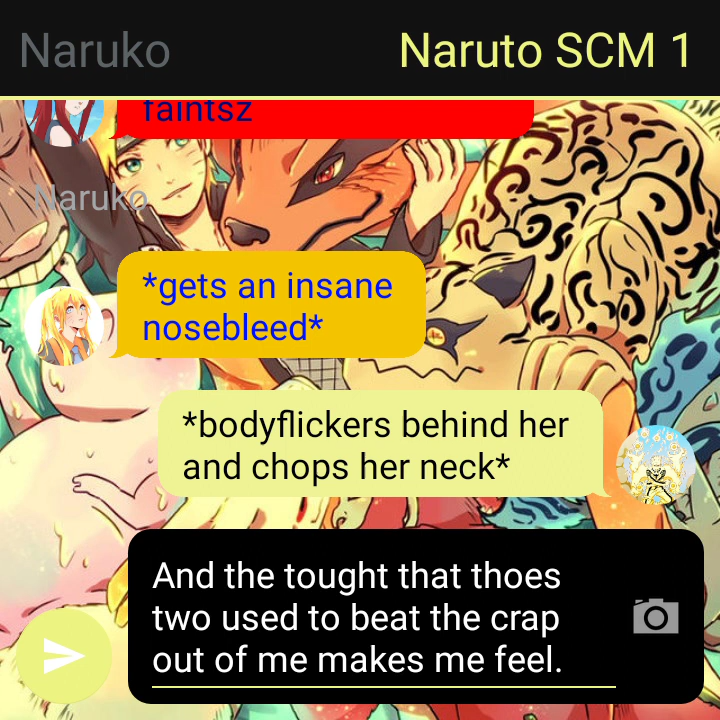 Naruko Naruto SCM 1
faintsz
Naruko
*gets an insane
nosebleed*
*bodyflickers behind her
and chops her neck*
And the tought that thoes
two used to beat the crap
out of me makes me feel.